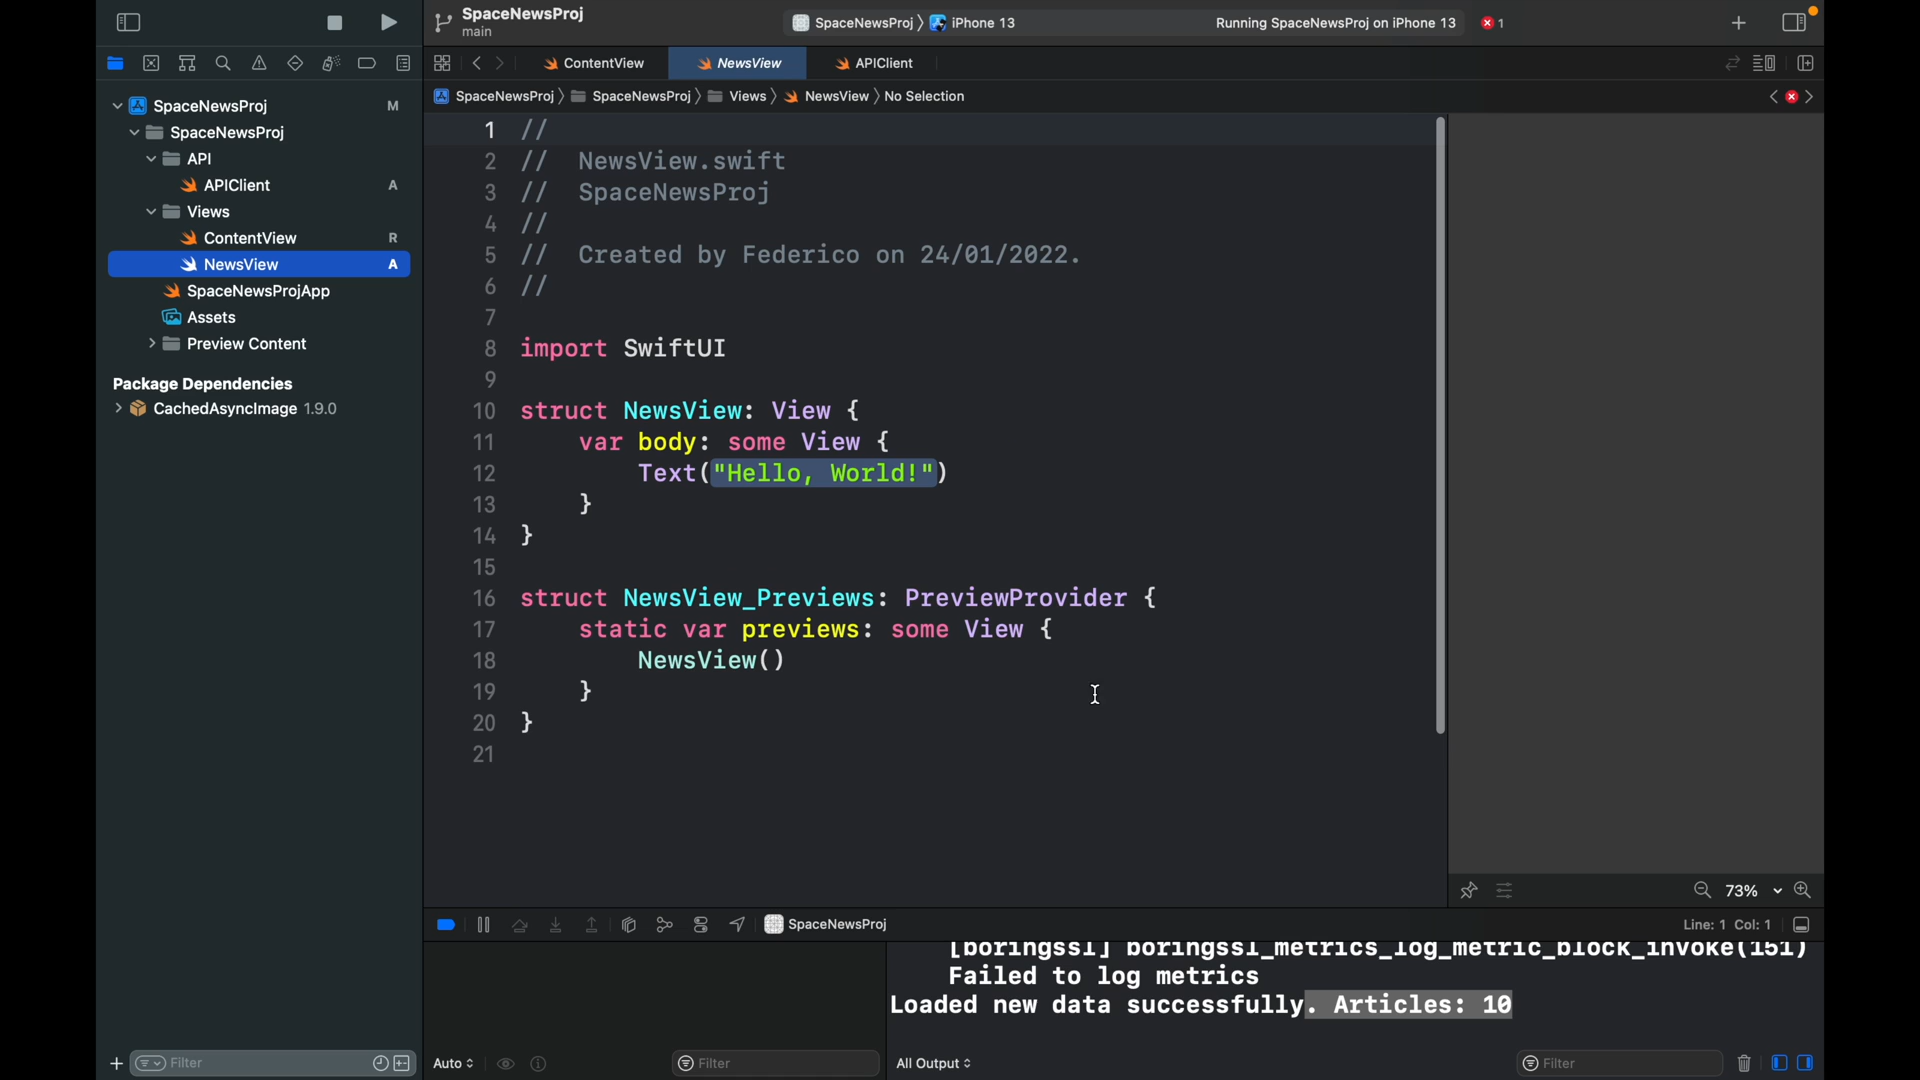 SpaceNewsProj
main
SpaceNewsProj
iPhone 13
Running SpaceNewsProj on iPhone 13
1
ContentView
NewsView
APIClient
SpaceNewsProj
SpaceNewsProj
Views
NewsView
No Selection
SpaceNewsProj M
SpaceNewsProj
API
APIClient A
Views
ContentView R
NewsView A
SpaceNewsProjApp
Assets
Preview Content
Package Dependencies
CachedAsyncImage 1.9.0
1 //
2 //  NewsView.swift
3 //  SpaceNewsProj
4 //
5 //  Created by Federico on 24/01/2022.
6 //
7
8 import SwiftUI
9
10 struct NewsView: View {
11     var body: some View {
12         Text("Hello, World!")
13     }
14 }
15
16 struct NewsView_Previews: PreviewProvider {
17     static var previews: some View {
18         NewsView()
19     }
20 }
21
73%
SpaceNewsProj
Line: 1 Col: 1
[boringssl] boringssl_metrics_log_metric_block_invoke(151)
Failed to log metrics
Loaded new data successfully. Articles: 10
Filter
Auto
Filter
All Output
Filter